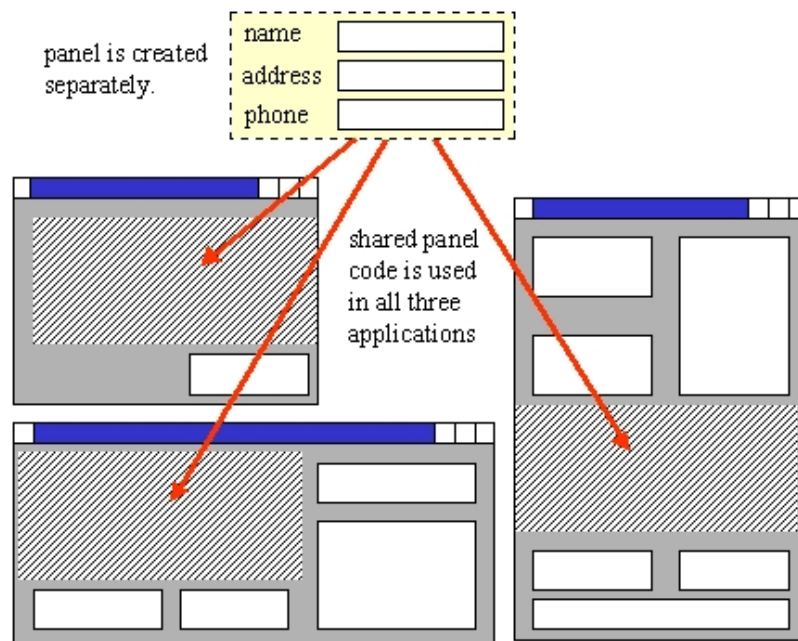 panel is created
separately.
name
address
phone
shared panel
code is used
in all three
applications